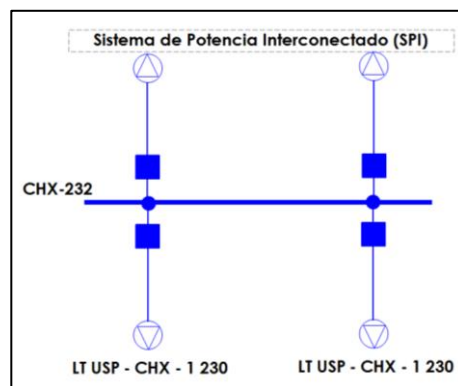 Sistema de Potencia Interconectado (SPI)
CHX-232
LT USP - CHX - 1 230
LT USP - CHX - 1 230